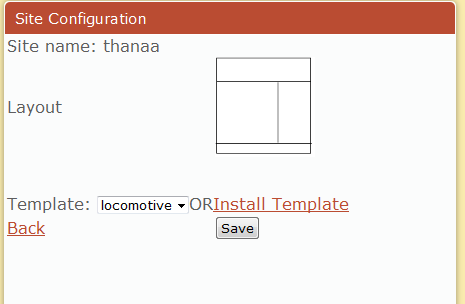 Site Configuration
Site name: thanaa
Layout
Template: locomotive OR Install Template
Back Save